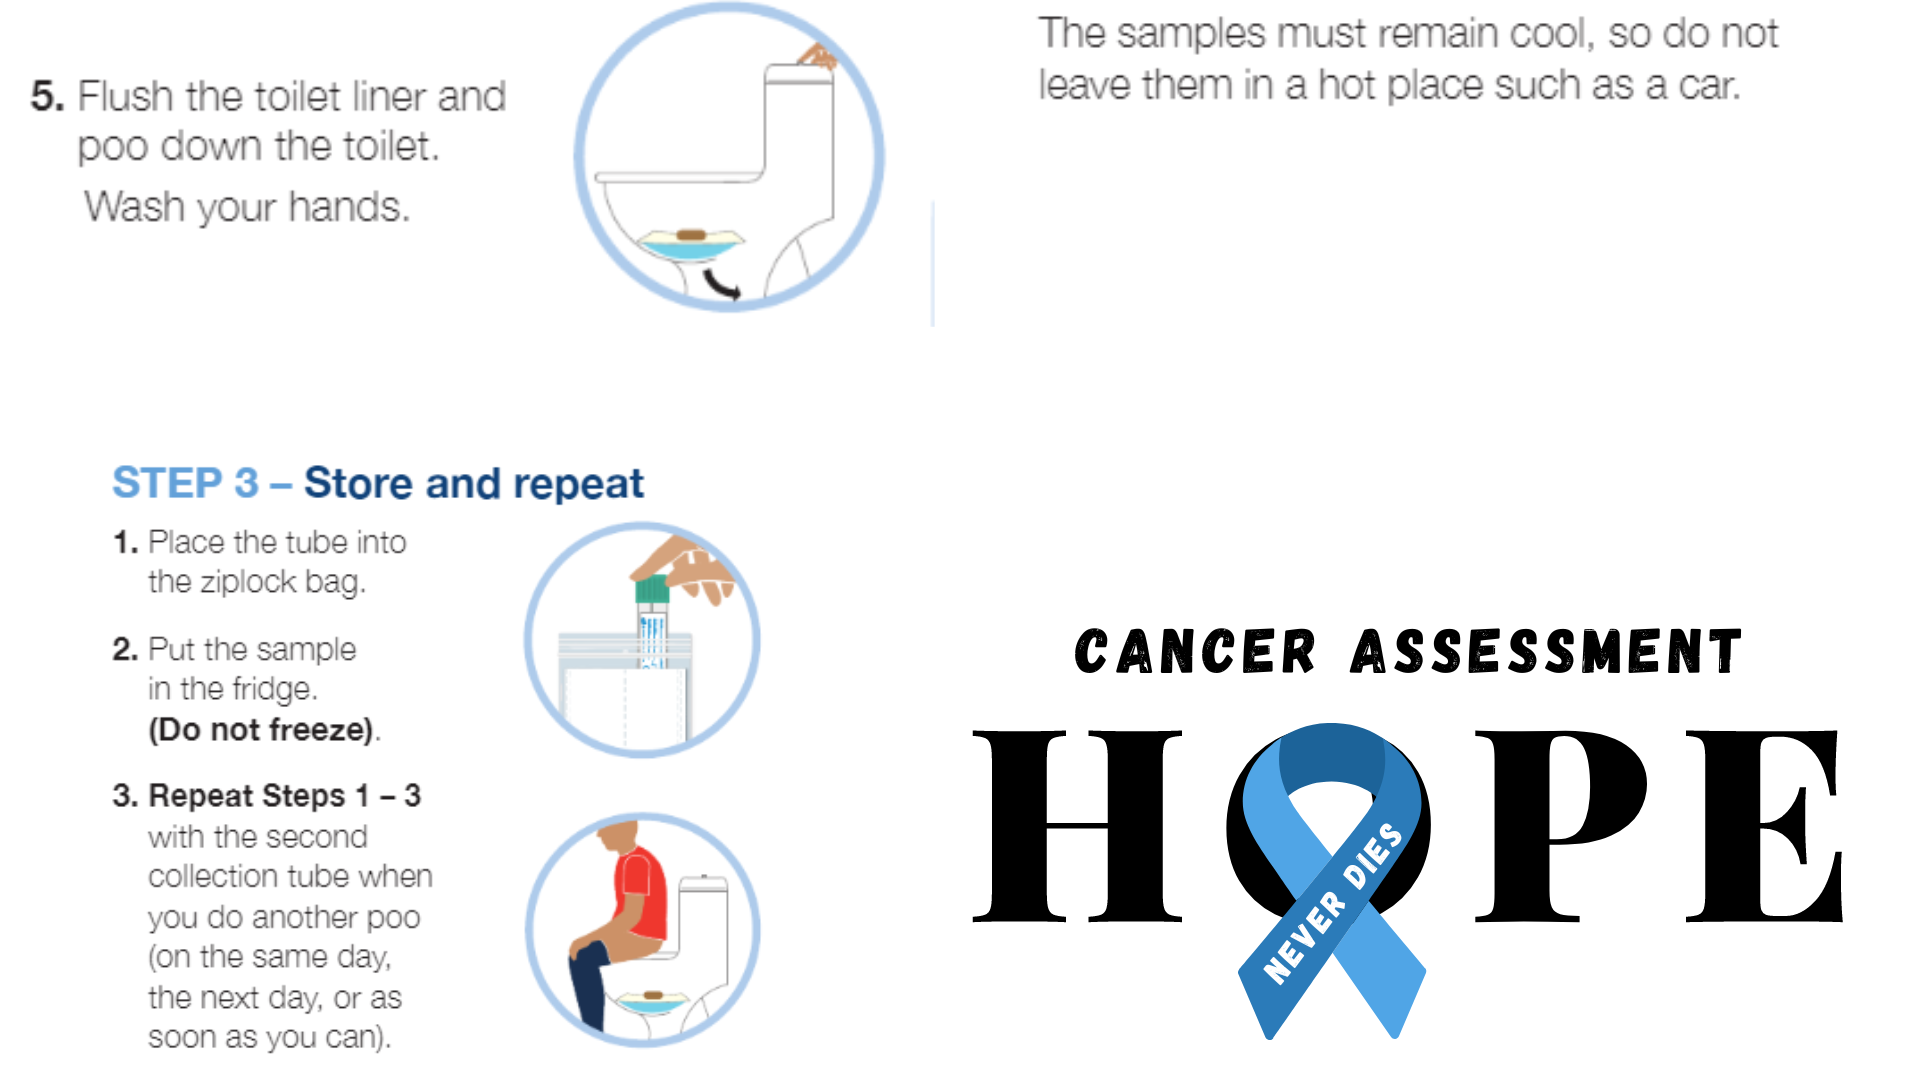 5. Flush the toilet liner and
poo down the toilet.
Wash your hands.
The samples must remain cool, so do not
leave them in a hot place such as a car.
STEP 3 – Store and repeat
1. Place the tube into
the ziplock bag.
2. Put the sample
in the fridge.
(Do not freeze).
3. Repeat Steps 1 – 3
with the second
collection tube when
you do another poo
(on the same day,
the next day, or as
soon as you can).
CANCER ASSESSMENT
HOPE
NEVER DIES